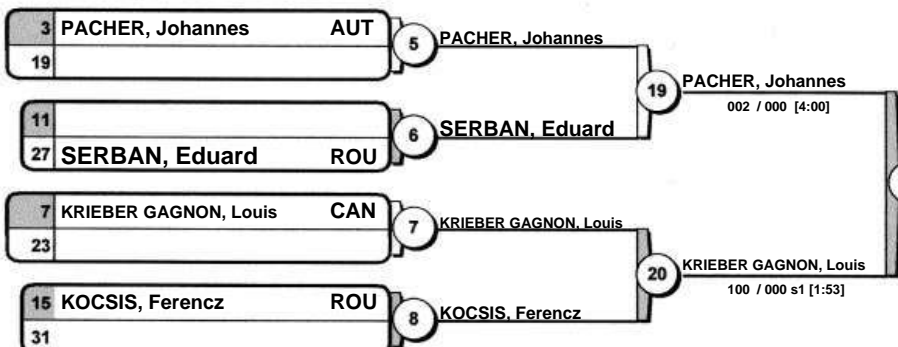 3 PACHER, Johannes AUT
19
5
PACHER, Johannes
11
27 SERBAN, Eduard ROU
6
SERBAN, Eduard
19
PACHER, Johannes
002 / 000 [4:00]
7 KRIEBER GAGNON, Louis CAN
23
7
KRIEBER GAGNON, Louis
15 KOCSIS, Ferencz ROU
31
8
KOCSIS, Ferencz
20
KRIEBER GAGNON, Louis
100 / 000 s1 [1:53]